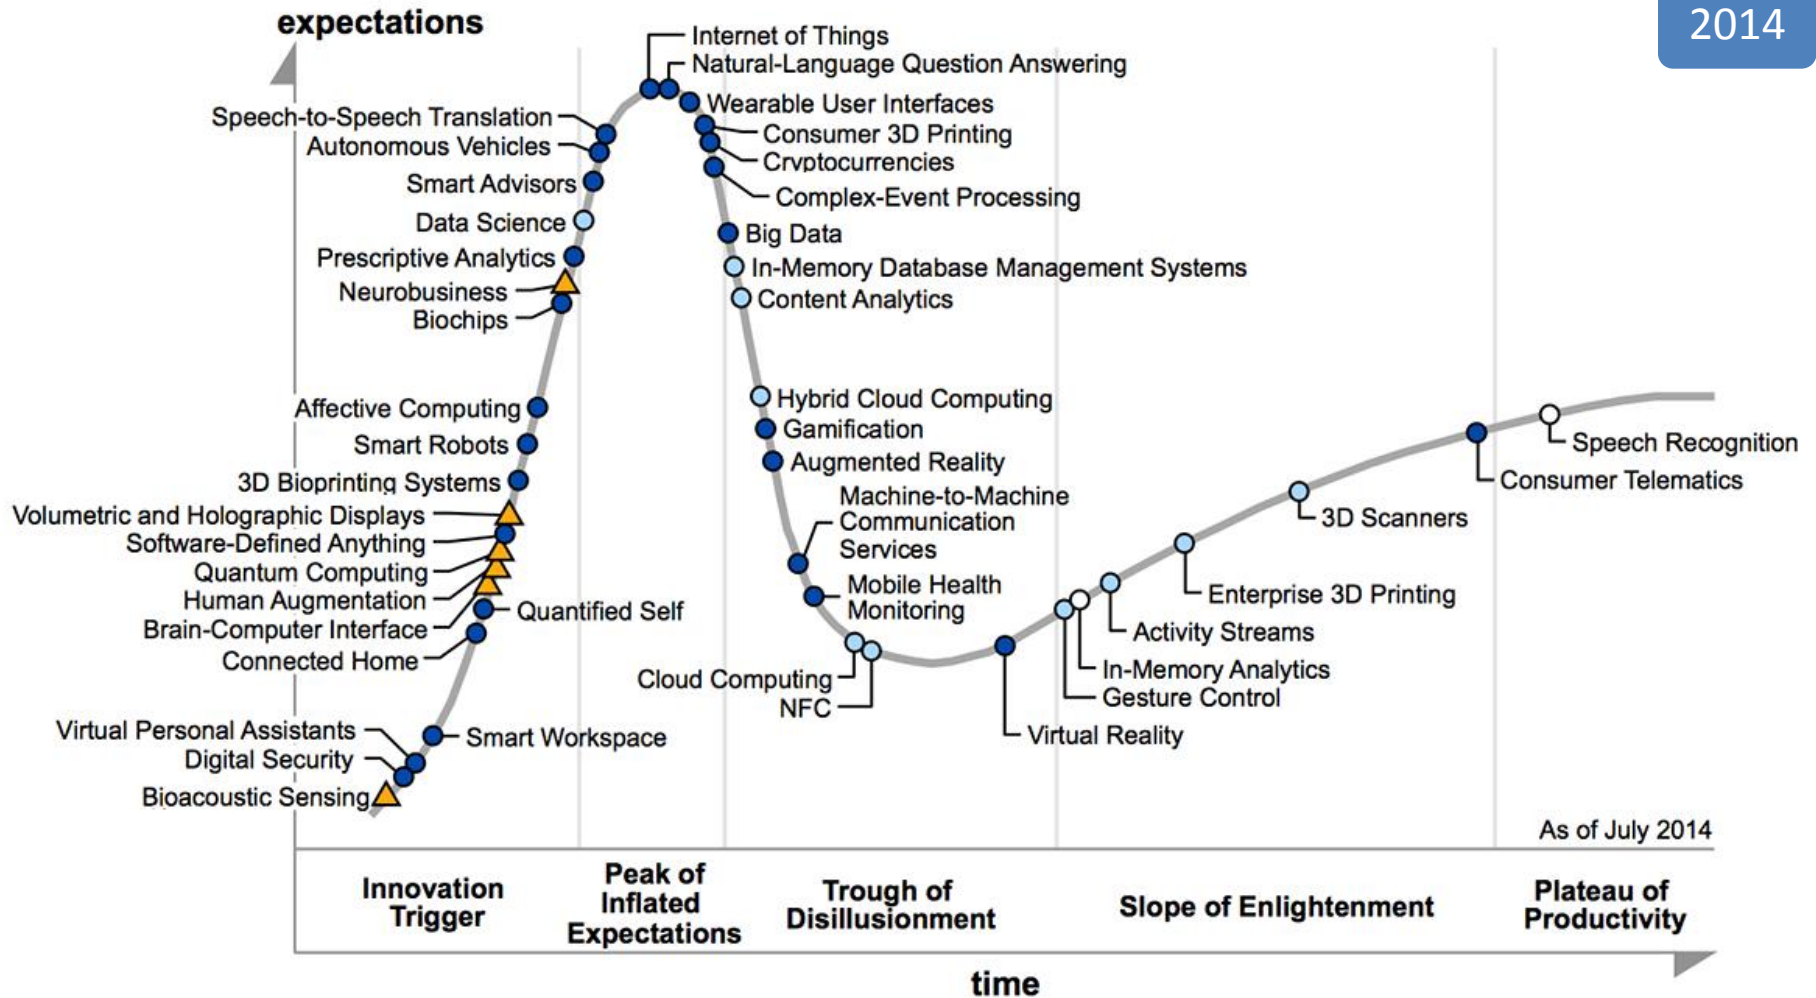 expectations
2014
Internet of Things
Natural-Language Question Answering
Wearable User Interfaces
Speech-to-Speech Translation
Consumer 3D Printing
Autonomous Vehicles
Cryptocurrencies
Smart Advisors
Complex-Event Processing
Data Science
Big Data
Prescriptive Analytics
In-Memory Database Management Systems
Neurobusiness
Content Analytics
Biochips
Hybrid Cloud Computing
Affective Computing
Gamification
Smart Robots
Augmented Reality
3D Bioprinting Systems
Machine-to-Machine
Communication
Services
Volumetric and Holographic Displays
Software-Defined Anything
Quantum Computing
Human Augmentation
Brain-Computer Interface
Connected Home
Quantified Self
Mobile Health
Monitoring
Cloud Computing
NFC
Virtual Personal Assistants
Digital Security
Bioacoustic Sensing
Smart Workspace
Speech Recognition
Consumer Telematics
3D Scanners
Enterprise 3D Printing
Activity Streams
In-Memory Analytics
Gesture Control
Virtual Reality
As of July 2014
Innovation
Trigger
Peak of
Inflated
Expectations
Trough of
Disillusionment
Slope of Enlightenment
Plateau of
Productivity
time